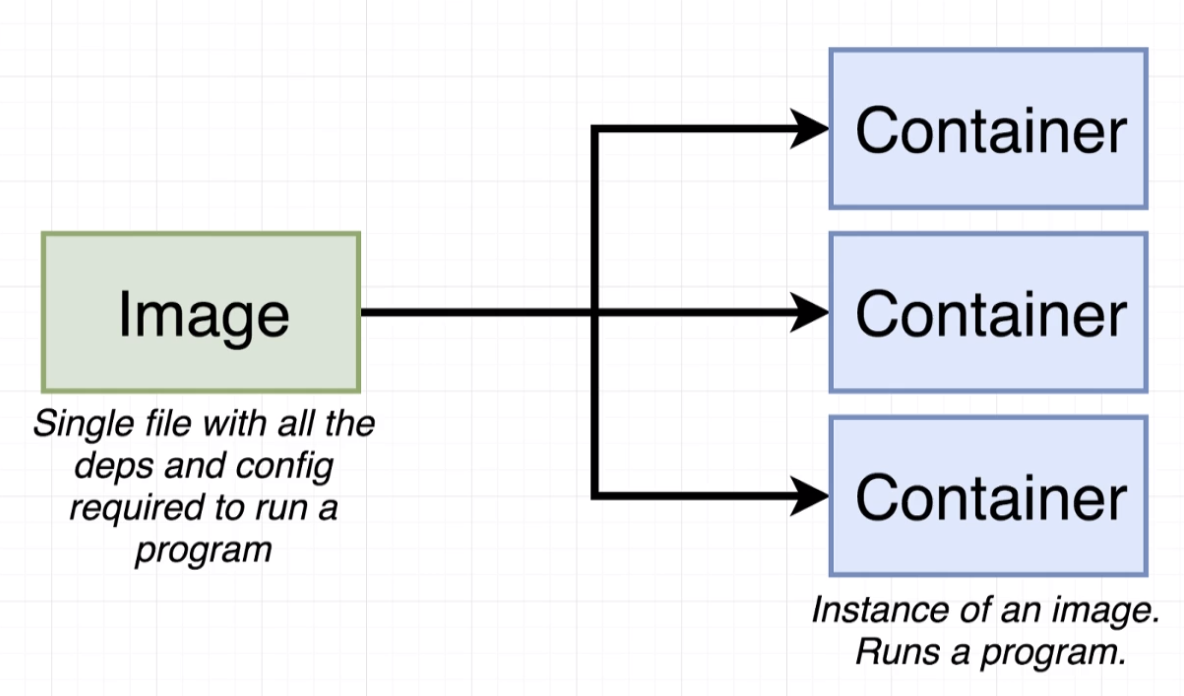 Image
Single file with all the
deps and config
required to run a
program
Container
Container
Container
Instance of an image.
Runs a program.